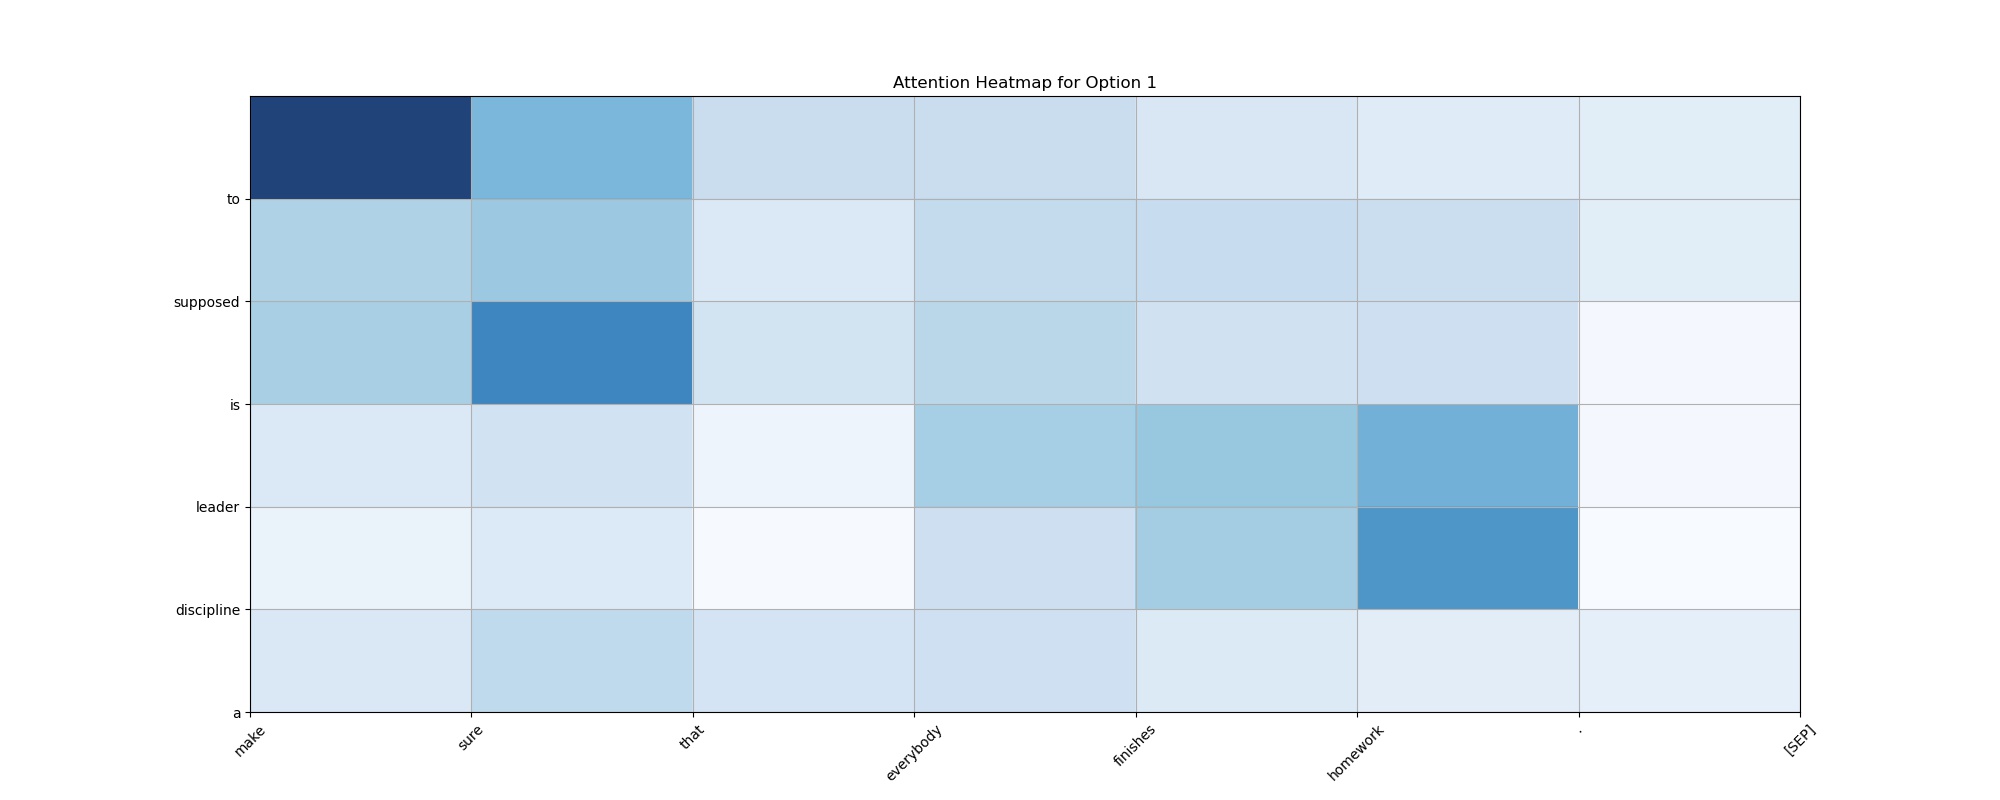 Attention Heatmap for Option 1
to
supposed
is
leader
discipline
a
make
sure
that
everybody
finishes
homework
.
[SEP]